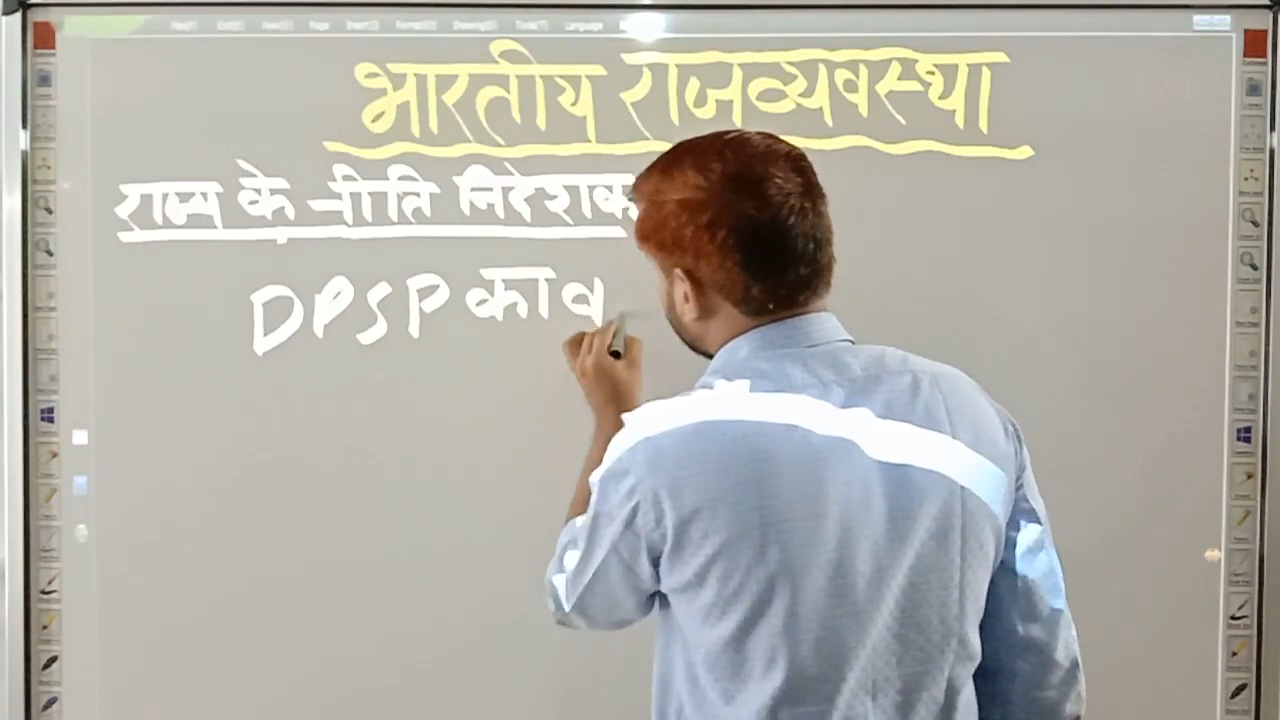 भारतीय राजव्यवस्था
राज्य के नीति निदेशक
DPSP का व